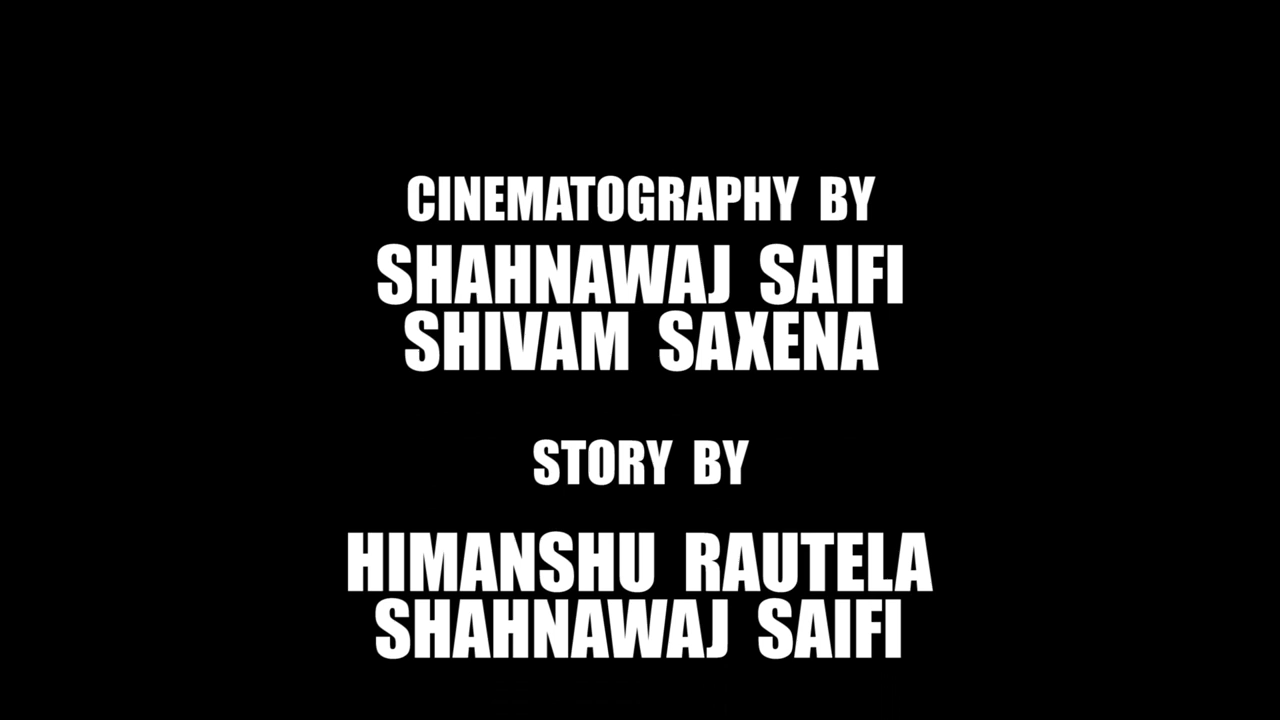 CINEMATOGRAPHY BY
SHAHNAWAJ SAIFI
SHIVAM SAXENA
STORY BY
HIMANSHU RAUTELA
SHAHNAWAJ SAIFI